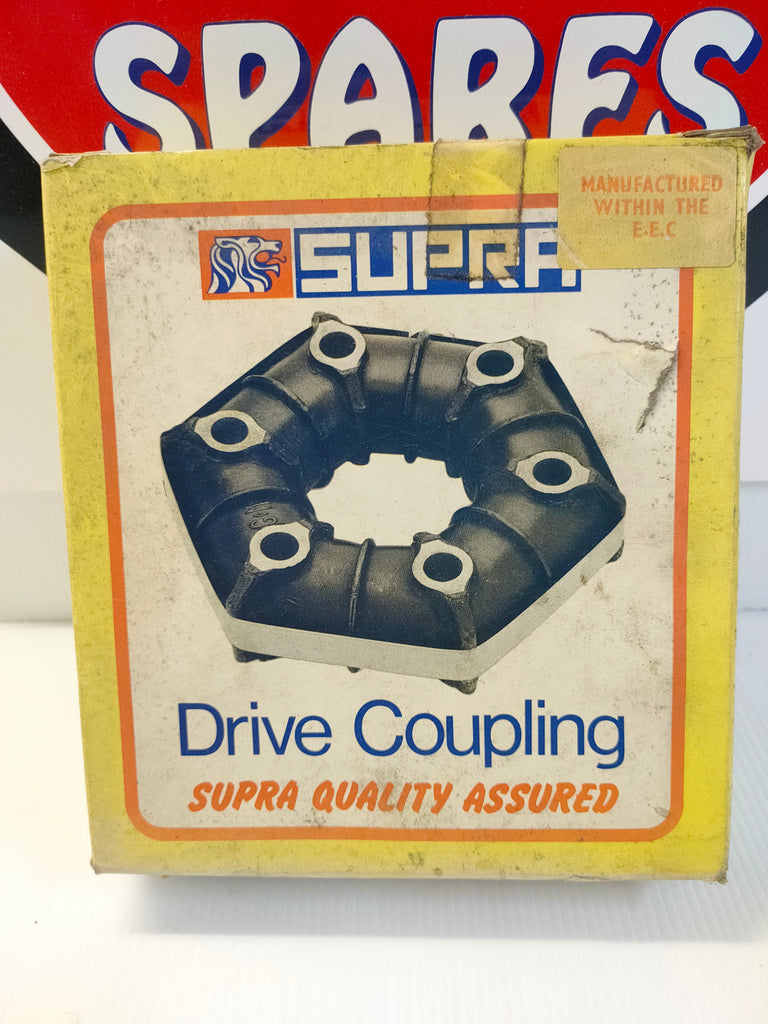 SPARES
MANUFACTURED
WITHIN THE
E.E.C
SUPRA
Drive Coupling
SUPRA QUALITY ASSURED